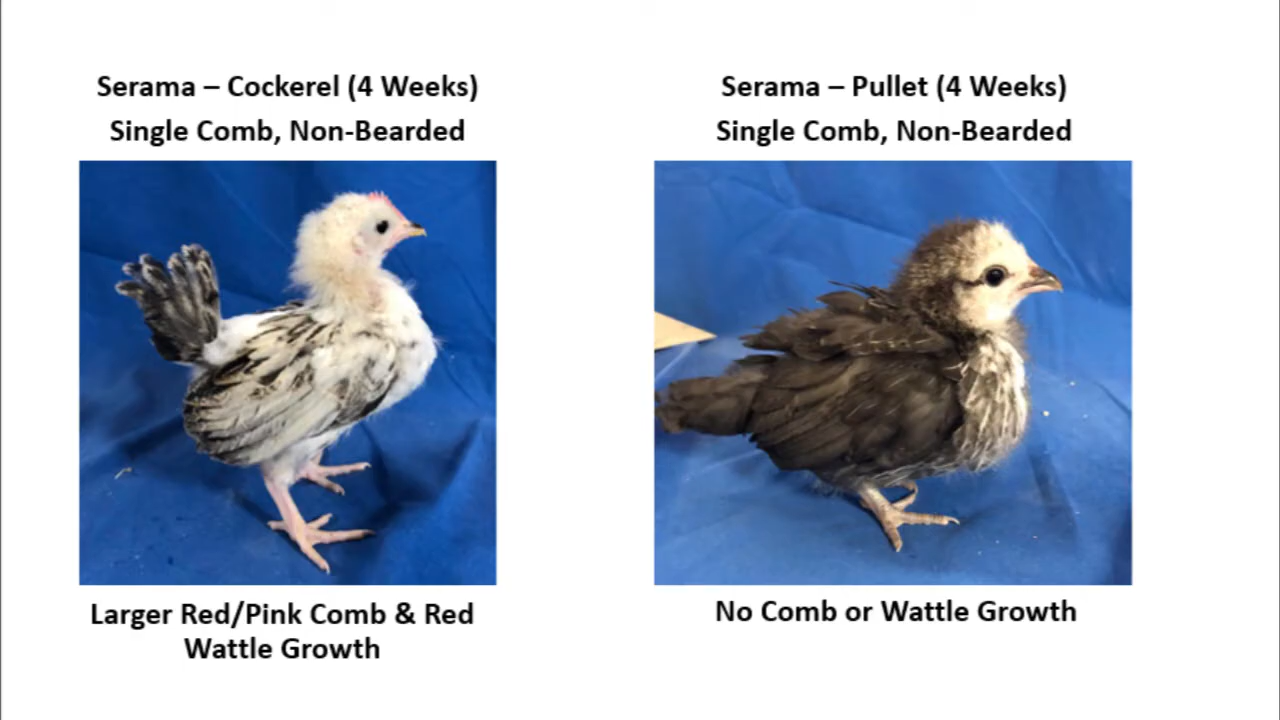 Serama – Cockerel (4 Weeks)
Single Comb, Non-Bearded
Larger Red/Pink Comb & Red
Wattle Growth
Serama – Pullet (4 Weeks)
Single Comb, Non-Bearded
No Comb or Wattle Growth